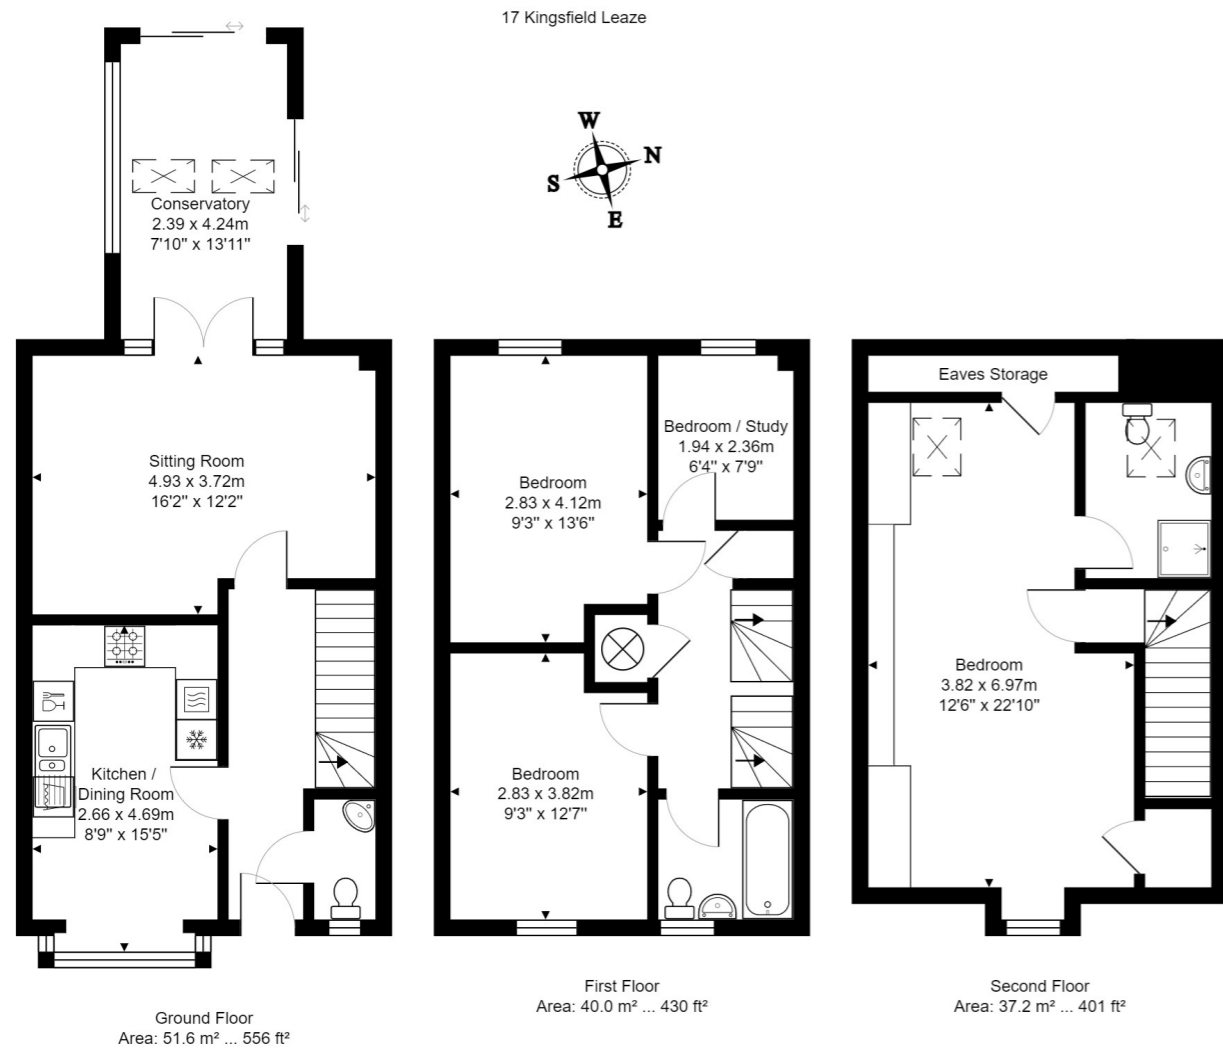 17 Kingsfield Leaze
W
N
S
E
Conservatory
2.39 x 4.24m
7'10" x 13'11"
Sitting Room
4.93 x 3.72m
16'2" x 12'2"
Kitchen /
Dining Room
2.66 x 4.69m
8'9" x 15'5"
Ground Floor
Area: 51.6 m² ... 556 ft²
Bedroom
2.83 x 4.12m
9'3" x 13'6"
Bedroom / Study
1.94 x 2.36m
6'4" x 7'9"
Bedroom
2.83 x 3.82m
9'3" x 12'7"
First Floor
Area: 40.0 m² ... 430 ft²
Eaves Storage
Bedroom
3.82 x 6.97m
12'6" x 22'10"
Second Floor
Area: 37.2 m² ... 401 ft²